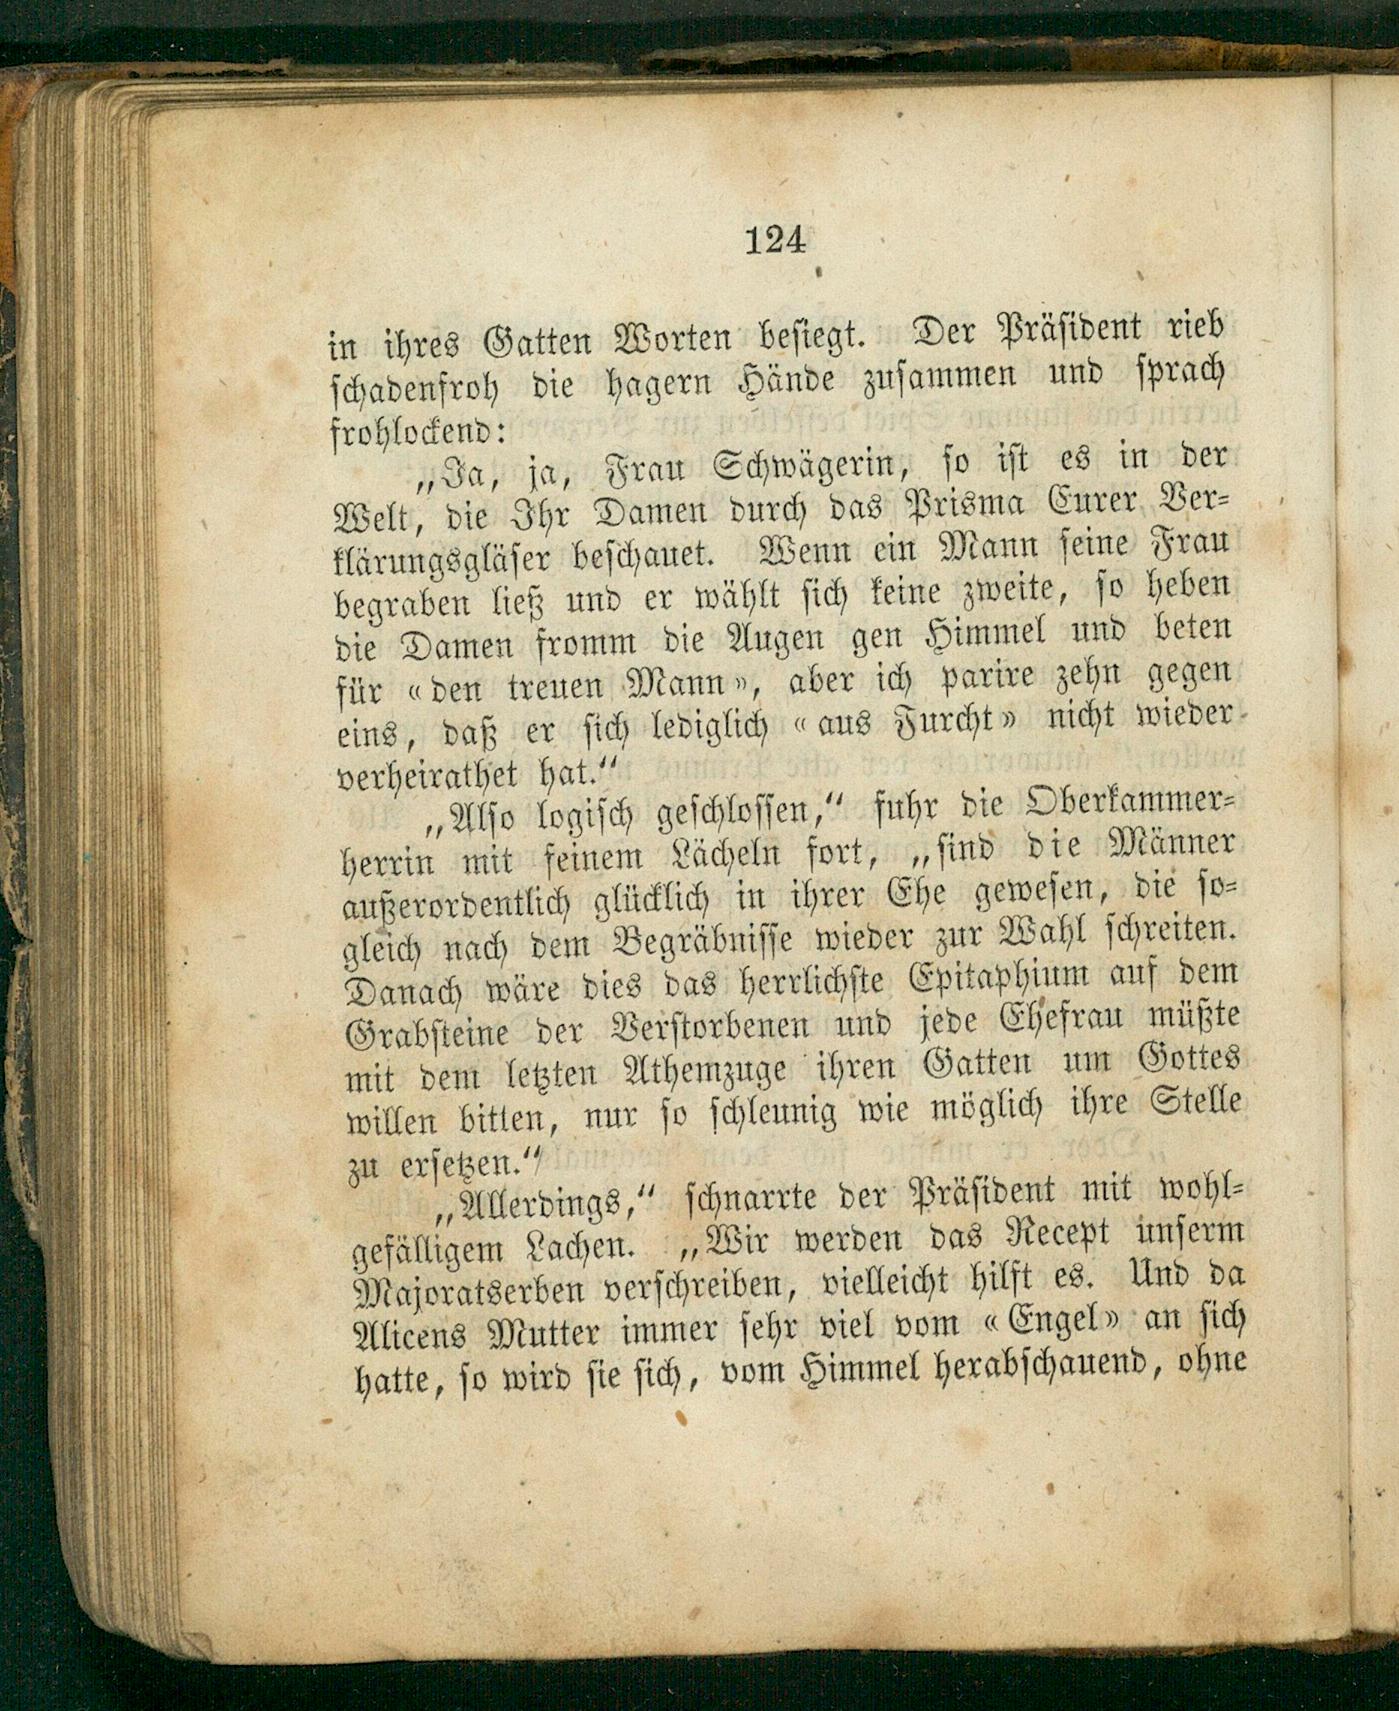 124
in ihres Gatten Worten besiegt. Der Präsident rieb
schadenfroh die hagern Hände zusammen und sprach
frohlockend:
„Ja, ja, Frau Schwägerin, so ist es in der
Welt, die Ihr Damen durch das Prisma Eurer Ver-
klärungsgläser beschauet. Wenn ein Mann seine Frau
begraben ließ und er wählt sich keine zweite, so heben
die Damen fromm die Augen gen Himmel und beten
für «den treuen Mann», aber ich parire zehn gegen
eins, daß er sich lediglich «aus Furcht» nicht wieder
verheirathet hat.“
„Also logisch geschlossen,“ fuhr die Oberkammer-
herrin mit feinem Lächeln fort, „sind die Männer
außerordentlich glücklich in ihrer Ehe gewesen, die so-
gleich nach dem Begräbnisse wieder zur Wahl schreiten.
Danach wäre dies das herrlichste Epitaphium auf dem
Grabsteine der Verstorbenen und jede Ehefrau müßte
mit dem letzten Athemzuge ihren Gatten um Gottes
willen bitten, nur so schleunig wie möglich ihre Stelle
zu ersetzen.“
„Allerdings,“ schnarrte der Präsident mit wohl-
gefälligem Lachen. „Wir werden das Recept unserm
Majoratserben verschreiben, vielleicht hilft es. Und da
Alicens Mutter immer sehr viel vom «Engel» an sich
hatte, so wird sie sich, vom Himmel herabschauend, ohne